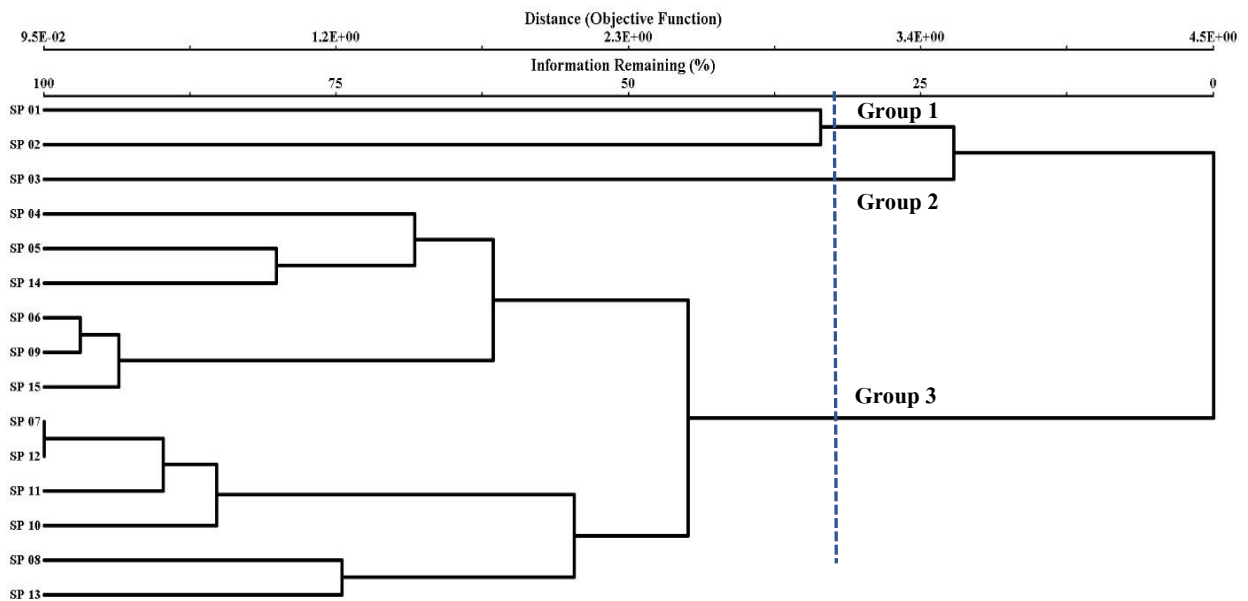 Distance (Objective Function)
9.5E-02 1.2E+00 2.3E+00 3.4E+00 4.5E+00
Information Remaining (%)
100 75 50 25 0
SP 01
Group 1
SP 02
SP 03
Group 2
SP 04
SP 05
SP 14
SP 06
SP 09
SP 15
Group 3
SP 07
SP 12
SP 11
SP 10
SP 08
SP 13